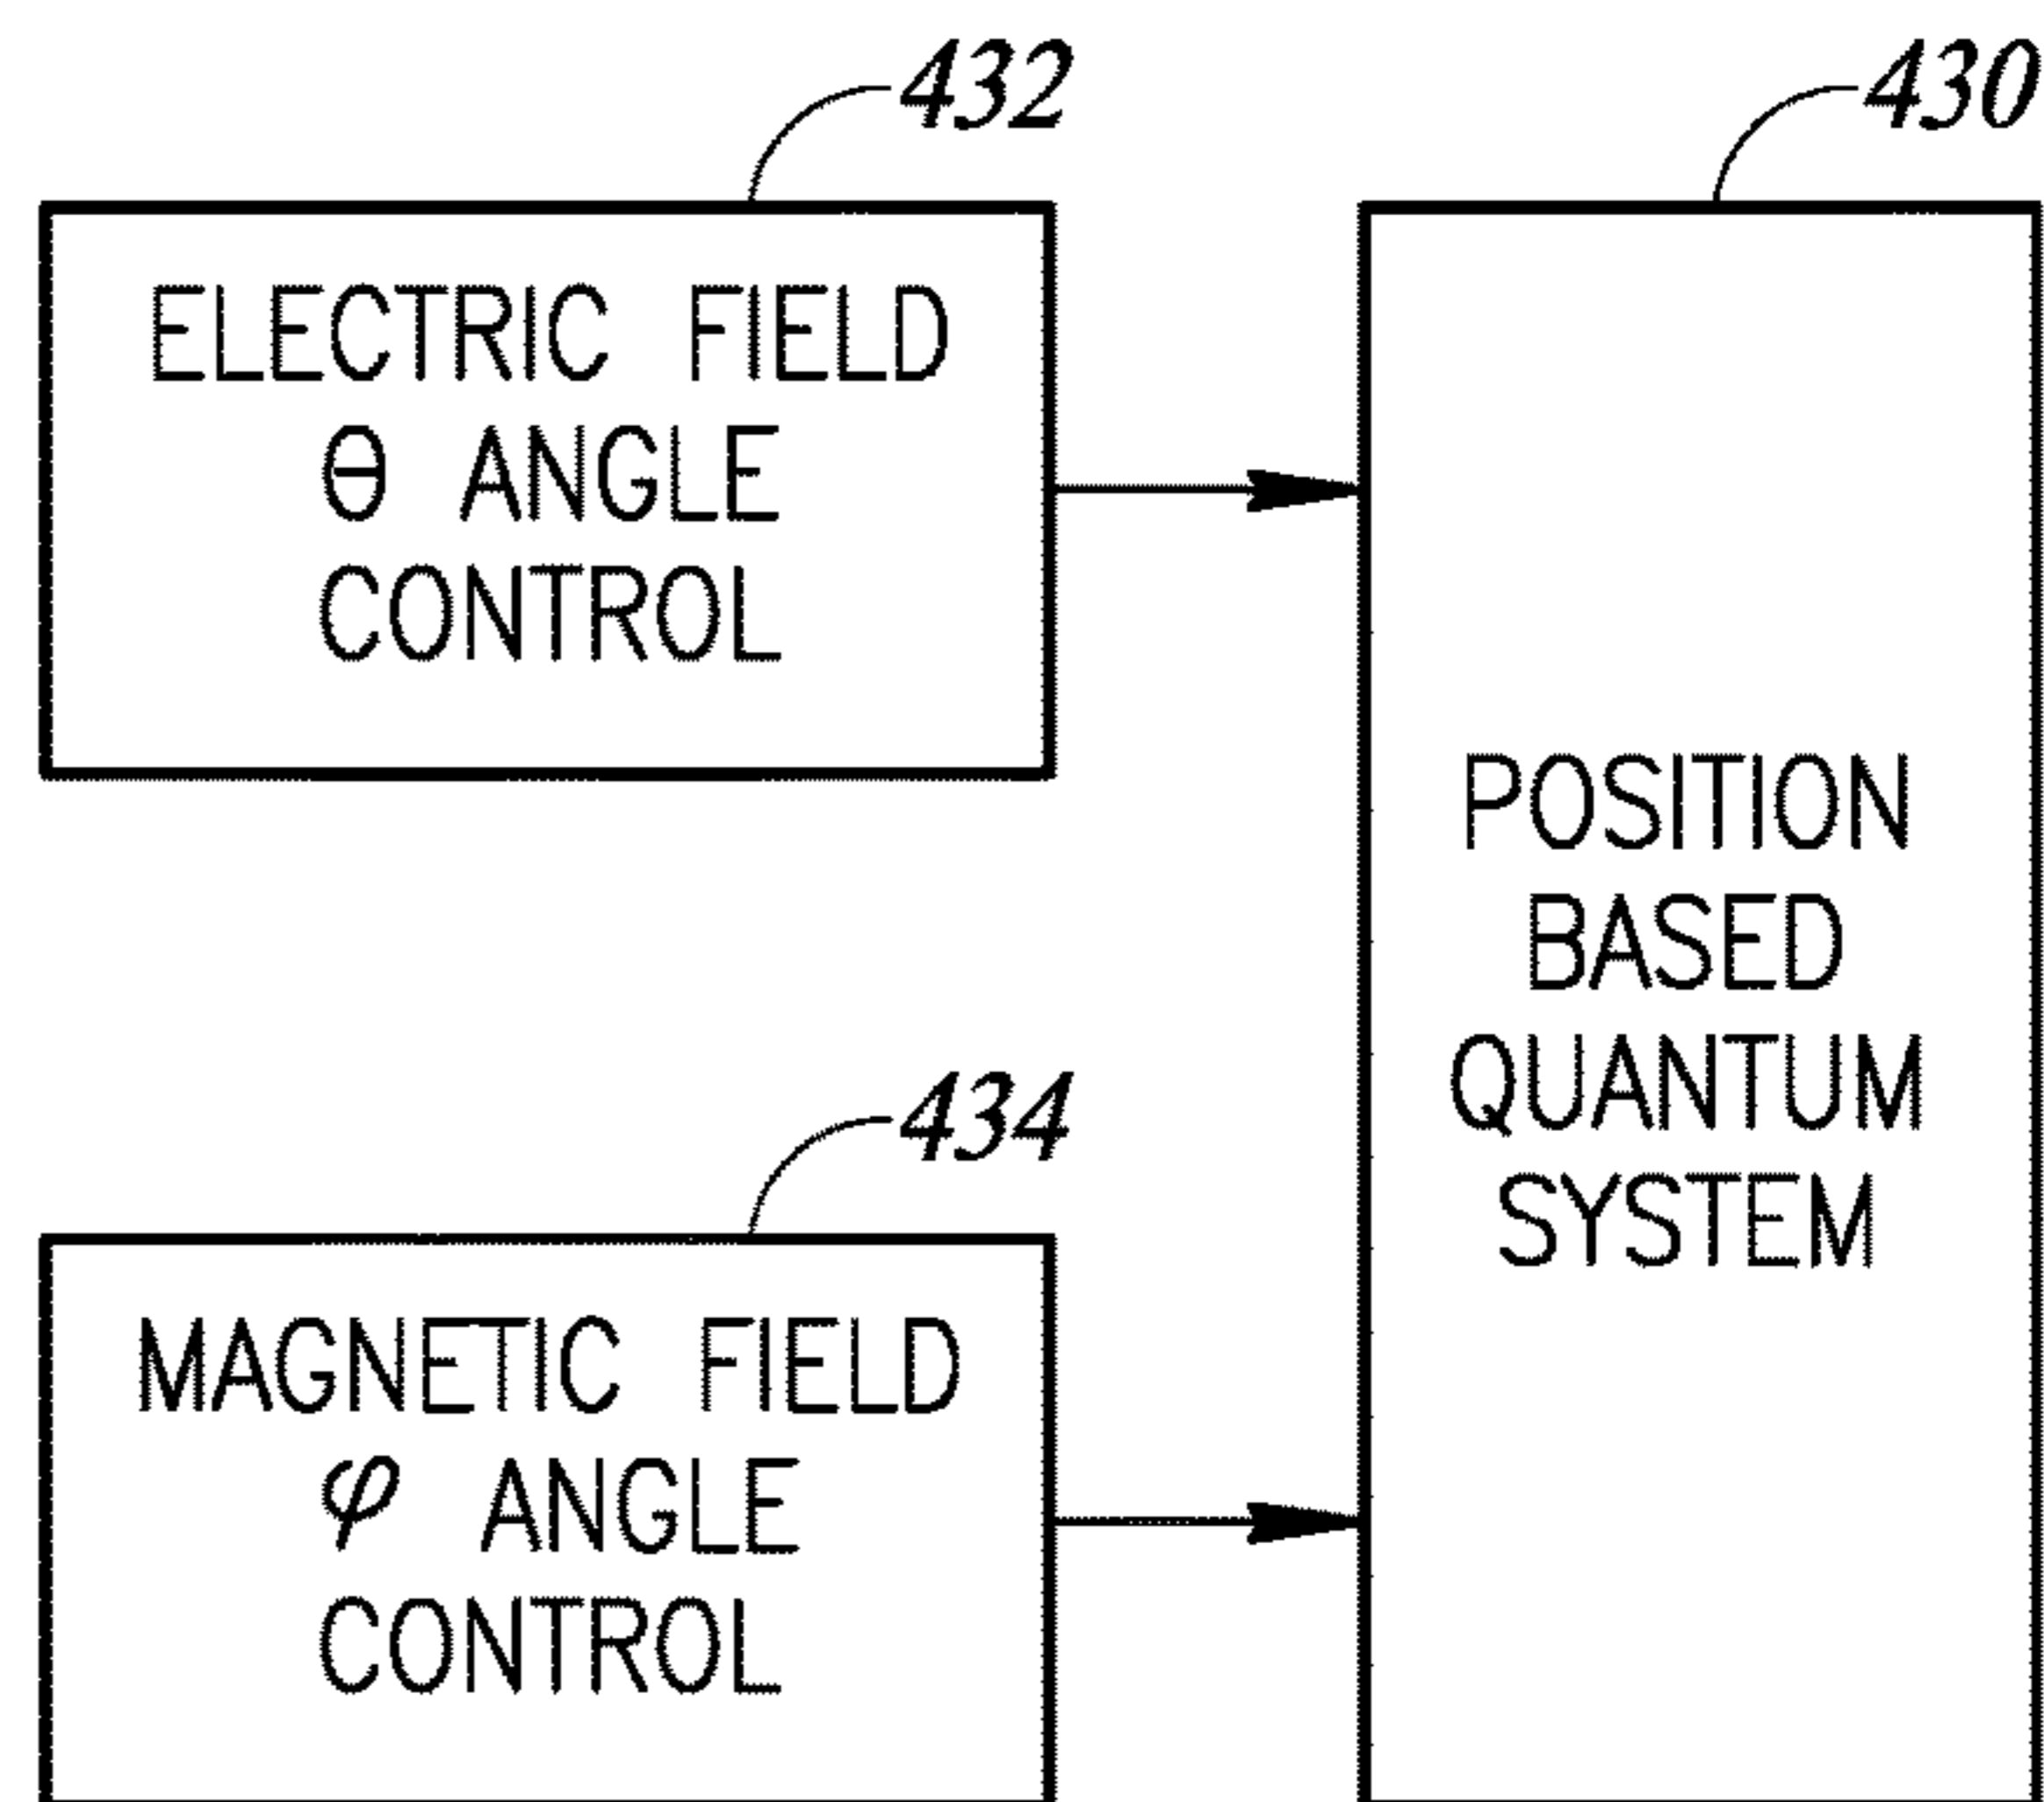 432
ELECTRIC FIELD
θ ANGLE
CONTROL
430
POSITION
BASED
QUANTUM
SYSTEM
434
MAGNETIC FIELD
φ ANGLE
CONTROL